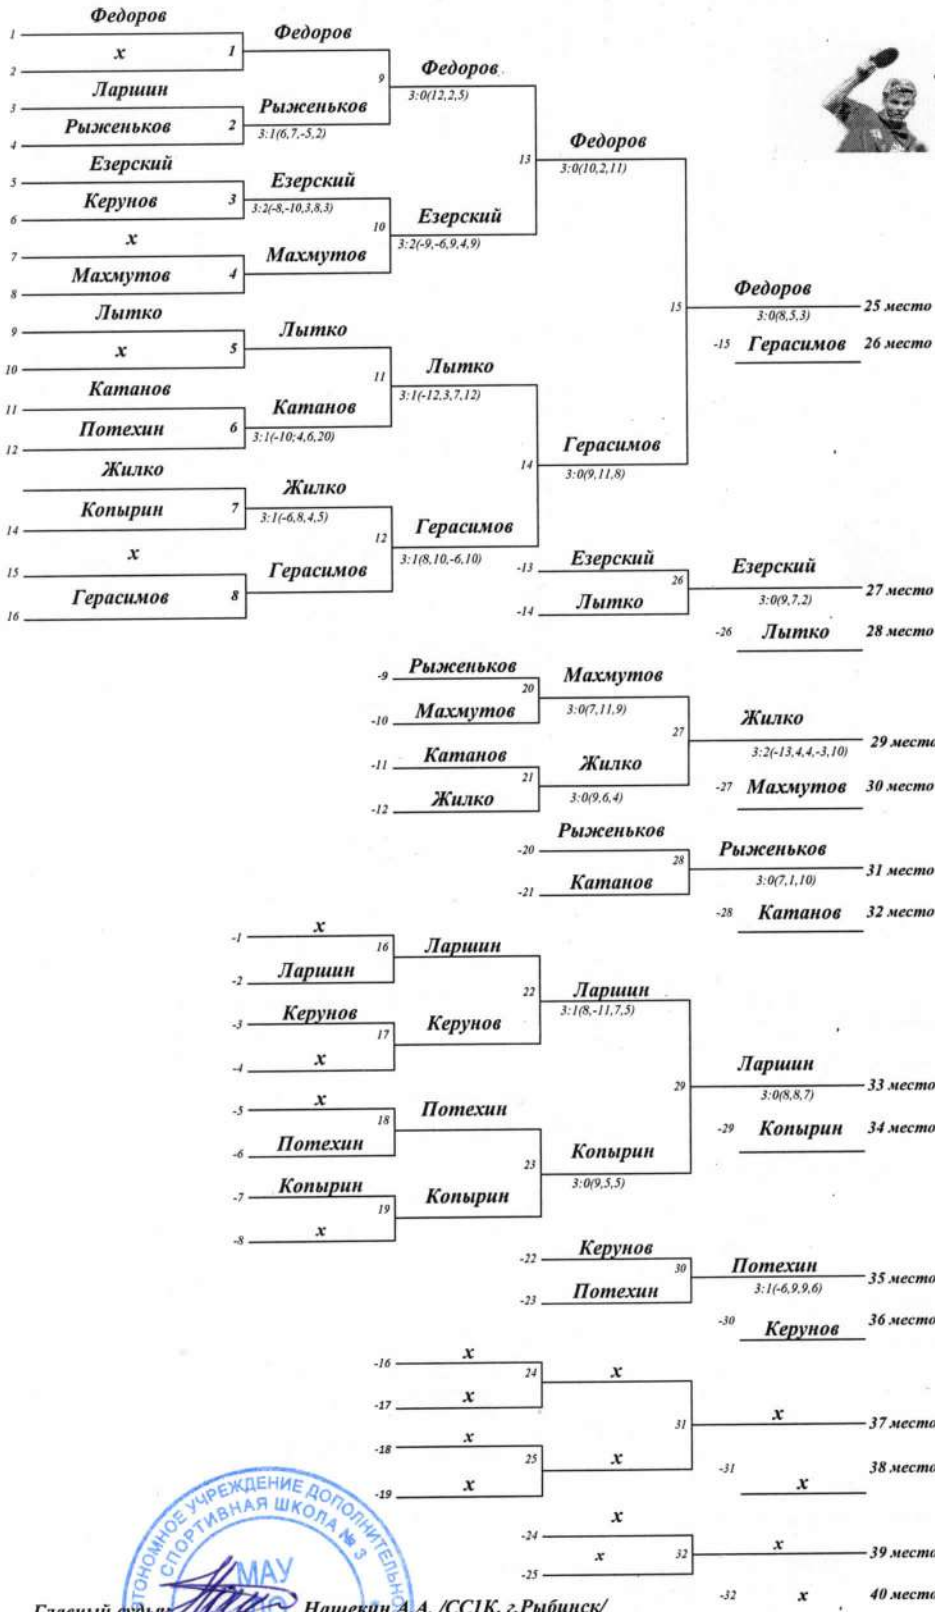 Федоров
1
x 1 Федоров
2
9 Федоров
Ларшин 3:0(12,2,5)
3
Рыженьков 2 Рыженьков
4 3:1(6,7,-5,2)
13 Федоров
3:0(10,2,11)
Езерский
5 Езерский
Керунов 3 3:2(-8,-10,3,8,3)
6
10 Езерский
x 3:2(-9,-6,9,4,9)
7
Махмутов 4 Махмутов
8
15 Федоров 25 место
3:0(8,5,3)
-15 Герасимов 26 место
Лытко
9
x 5 Лытко
10
11 Лытко
Катанов 3:1(-12,3,7,12)
11
Потехин 6 Катанов
12 3:1(-10;4,6,20)
14 Герасимов
3:0(9,11,8)
Жилко
Копырин 7 Жилко
14 3:1(-6,8,4,5)
12 Герасимов
x 3:1(8,10,-6,10)
15
Герасимов 8 Герасимов
16
-13 Езерский
26 Езерский 27 место
-14 Лытко 3:0(9,7,2)
-26 Лытко 28 место
-9 Рыженьков
20 Махмутов
-10 Махмутов 3:0(7,11,9)
27 Жилко 29 место
3:2(-13,4,4,-3,10)
-11 Катанов
21 Жилко
-12 Жилко 3:0(9,6,4)
-27 Махмутов 30 место
-20 Рыженьков
28 Рыженьков 31 место
-21 Катанов 3:0(7,1,10)
-28 Катанов 32 место
-1 x
16 Ларшин
-2 Ларшин
22 Ларшин
3:1(8,-11,7,5)
-3 Керунов
17 Керунов
-4 x
29 Ларшин 33 место
3:0(8,8,7)
-29 Копырин 34 место
-5 x
18 Потехин
-6 Потехин
23 Копырин
3:0(9,5,5)
-7 Копырин
19 Копырин
-8 x
-22 Керунов
30 Потехин 35 место
-23 Потехин 3:1(-6,9,9,6)
-30 Керунов 36 место
-16 x
24 x
-17 x
31 x 37 место
-18 x
25 x
-19 x
-31 x 38 место
-24 x
32 x 39 место
-25 x
-32 x 40 место
УЧРЕЖДЕНИЕ
СПОРТИВНАЯ ШКОЛА № 3
МАУ
Главный судья Нащекин А.А. /СС1К, г.Рыбинск/